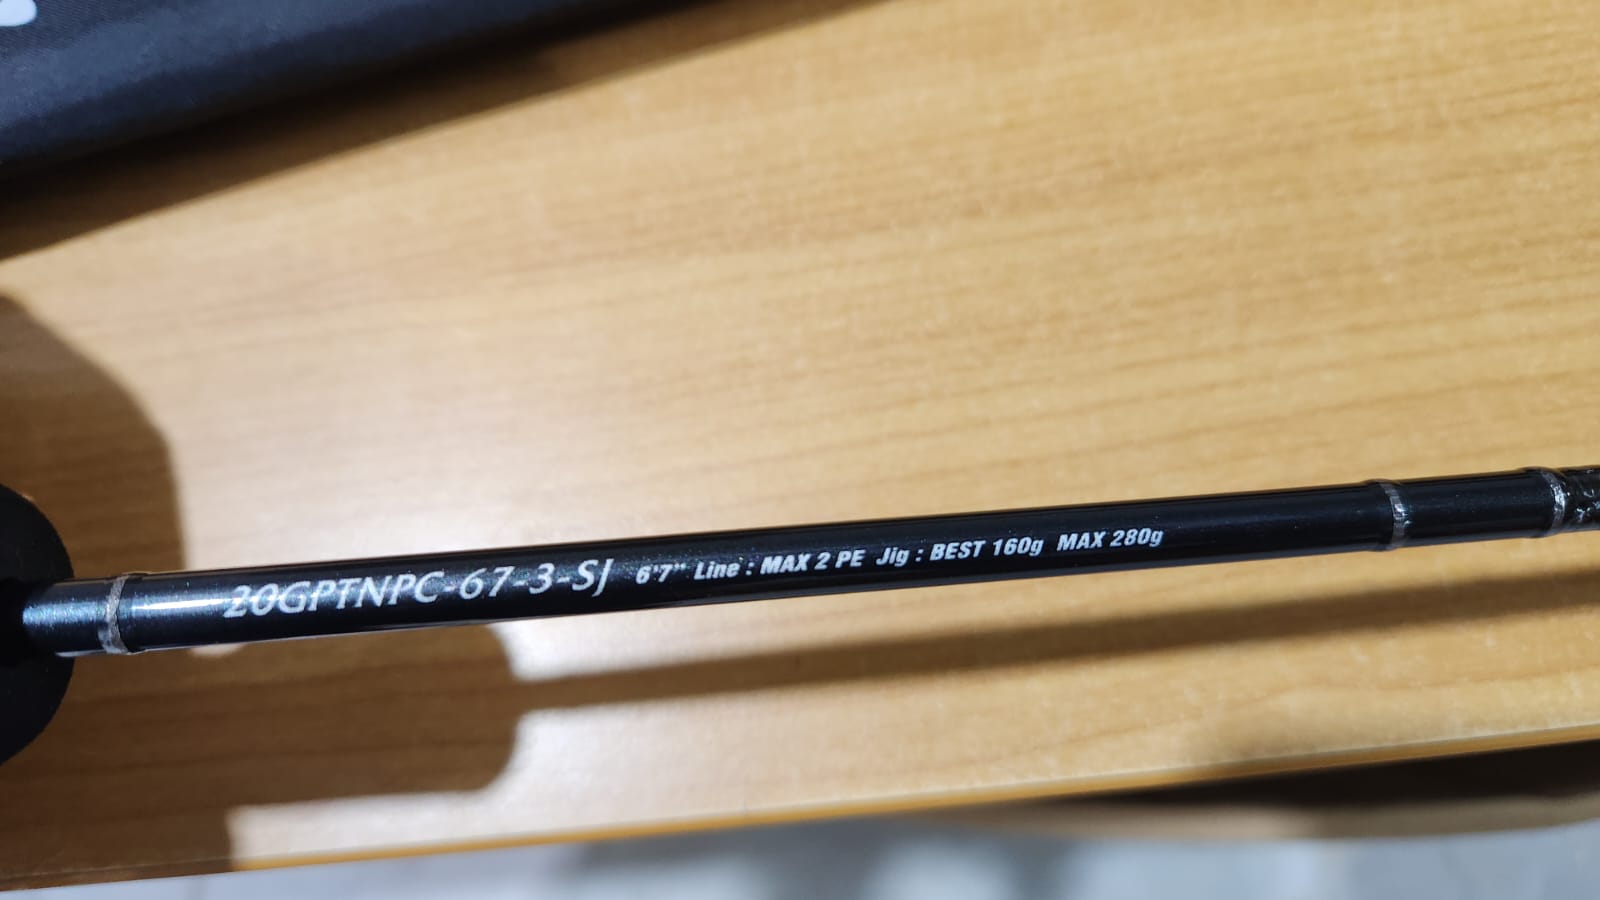 20GPTNPC-67-3-SJ 6'7" Line : MAX 2 PE Jig : BEST 160g MAX 280g